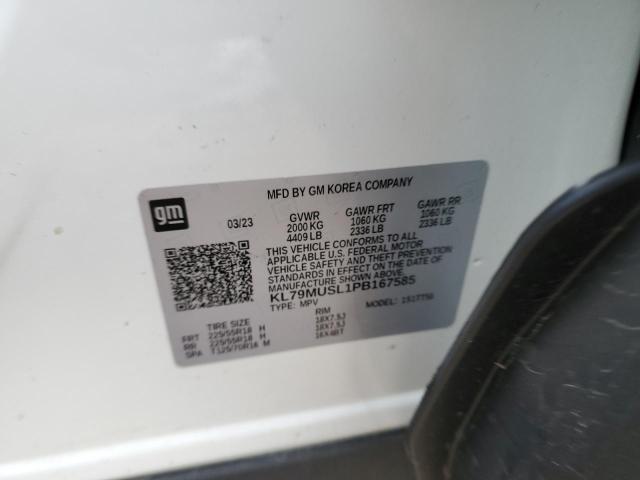 gm
MFD BY GM KOREA COMPANY
03/23
GVWR
2000 KG
4409 LB
GAWR FRT
1060 KG
2336 LB
GAWR RR
1060 KG
2336 LB
THIS VEHICLE CONFORMS TO ALL
APPLICABLE U.S. FEDERAL MOTOR
VEHICLE SAFETY, BUMPER, AND THEFT
PREVENTION STANDARDS IN EFFECT ON THE DATE OF
MANUFACTURE SHOWN ABOVE.
KL79MUSL1PB167585
TYPE: MPV
MODEL: 1S17756
TIRE SIZE
RIM
FRT 225/55R18 H 18X7.5J
RR 225/55R18 H 18X7.5J
SPA T125/70R16 M 16X4BT